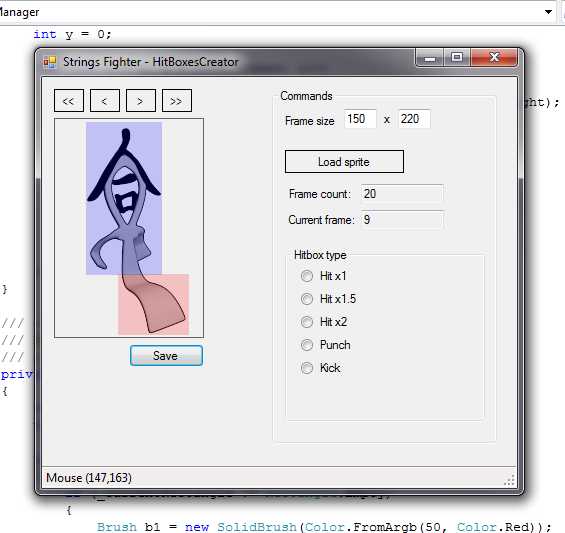 Manager
int y = 0;
Strings Fighter - HitBoxesCreator
ght);
<< < > >>
Commands
Frame size 150 x 220
Load sprite
Frame count: 20
Current frame: 9
Hitbox type
Hit x1
Hit x1.5
Hit x2
Punch
Kick
}
///
///
///
priv
{
Save
Mouse (147,163)
{
Brush b1 = new SolidBrush(Color.FromArgb(50, Color.Red));